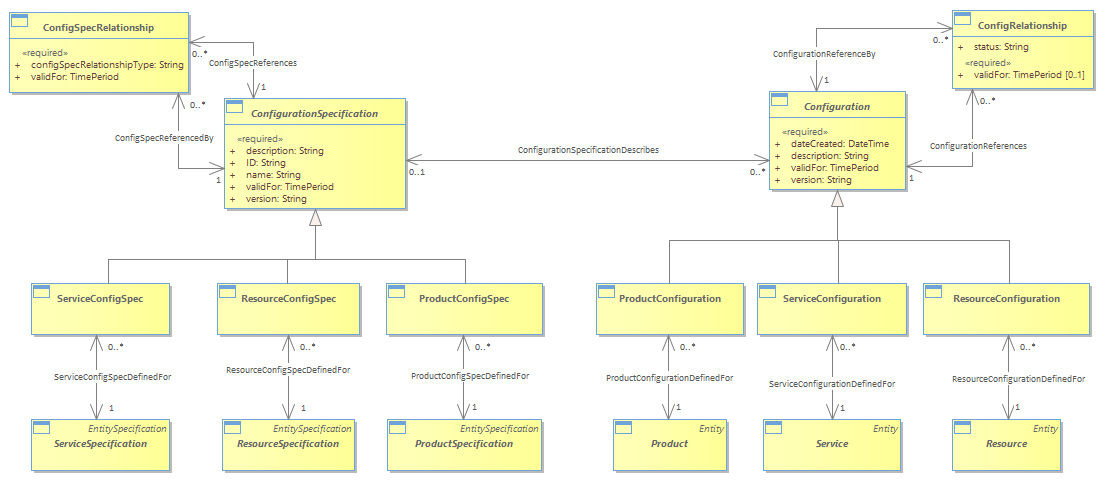 ConfigSpecRelationship
«required»
+ configSpecRelationshipType: String
+ validFor: TimePeriod
0..*
ConfigSpecReferences
1
0..*
ConfigSpecReferencedBy
1
ConfigurationSpecification
«required»
+ description: String
+ ID: String
+ name: String
+ validFor: TimePeriod
+ version: String
ConfigurationSpecificationDescribes
0..1
0..*
ConfigRelationship
+ status: String
«required»
+ validFor: TimePeriod [0..1]
0..*
ConfigurationReferenceBy
1
0..*
ConfigurationReferences
1
Configuration
«required»
+ dateCreated: DateTime
+ description: String
+ validFor: TimePeriod
+ version: String
ServiceConfigSpec
ResourceConfigSpec
ProductConfigSpec
ProductConfiguration
ServiceConfiguration
ResourceConfiguration
0..*
0..*
0..*
0..*
0..*
0..*
ServiceConfigSpecDefinedFor
ResourceConfigSpecDefinedFor
ProductConfigSpecDefinedFor
ProductConfigurationDefinedFor
ServiceConfigurationDefinedFor
ResourceConfigurationDefinedFor
1
1
1
1
1
1
EntitySpecification
ServiceSpecification
EntitySpecification
ResourceSpecification
EntitySpecification
ProductSpecification
Entity
Product
Entity
Service
Entity
Resource